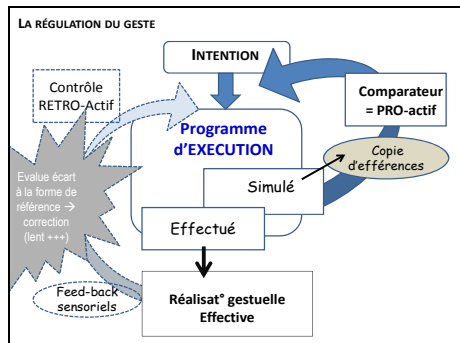 LA RÉGULATION DU GESTE
INTENTION
Contrôle
RETRO-Actif
Comparateur
= PRO-actif
Programme
d'EXECUTION
Copie
d'efférences
Simulé
Evalue écart
à la forme de
référence →
correction
(lent +++)
Effectué
Feed-back
sensoriels
Réalisat° gestuelle
Effective